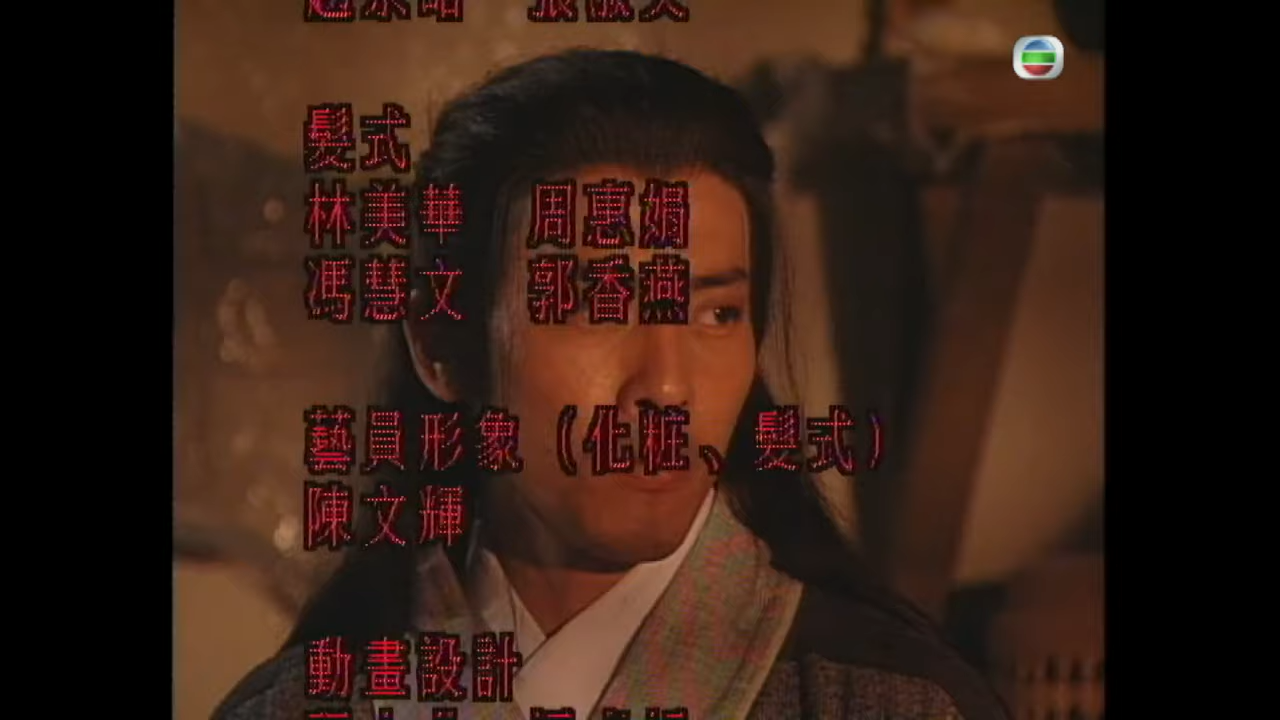 髮式
林美華 周惠娟
馮慧文 郭香燕
藝員形象（化粧、髮式）
陳文輝
動畫設計